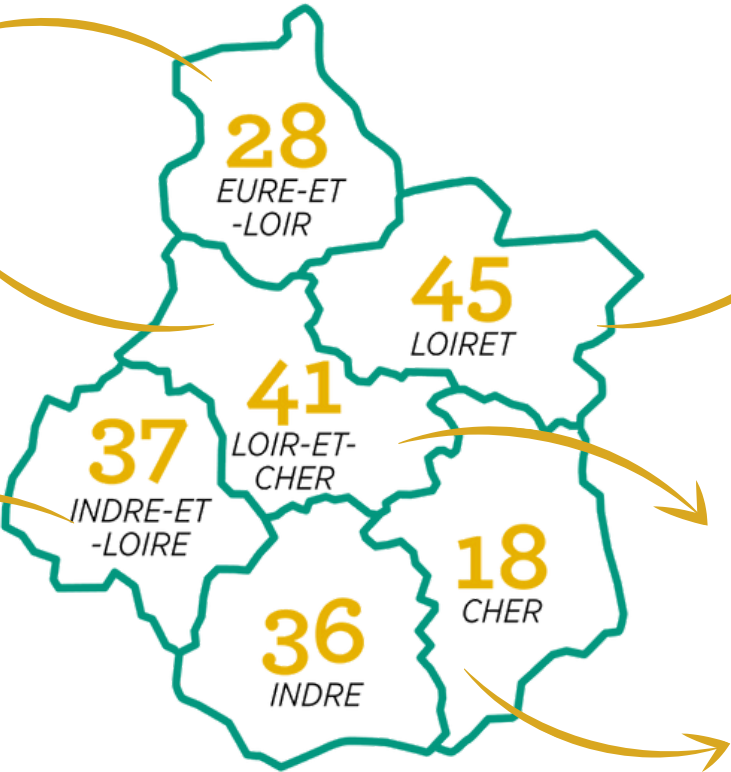 28
EURE-ET
-LOIR
45
LOIRET
41
LOIR-ET-
CHER
37
INDRE-ET
-LOIRE
18
CHER
36
INDRE